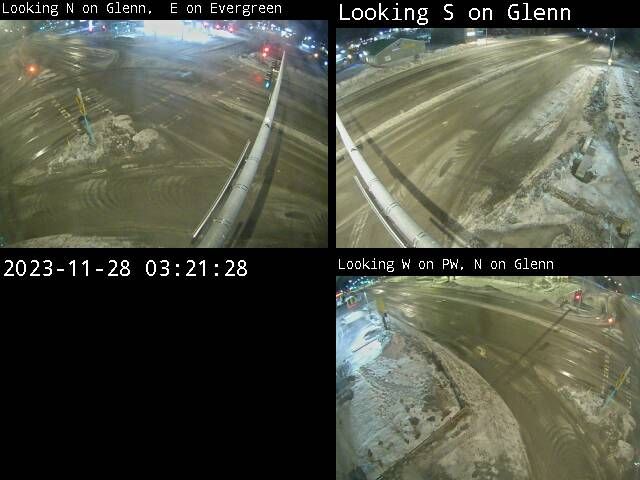 Looking N on Glenn,  E on Evergreen
Looking S on Glenn
2023-11-28 03:21:28
Looking W on PW, N on Glenn